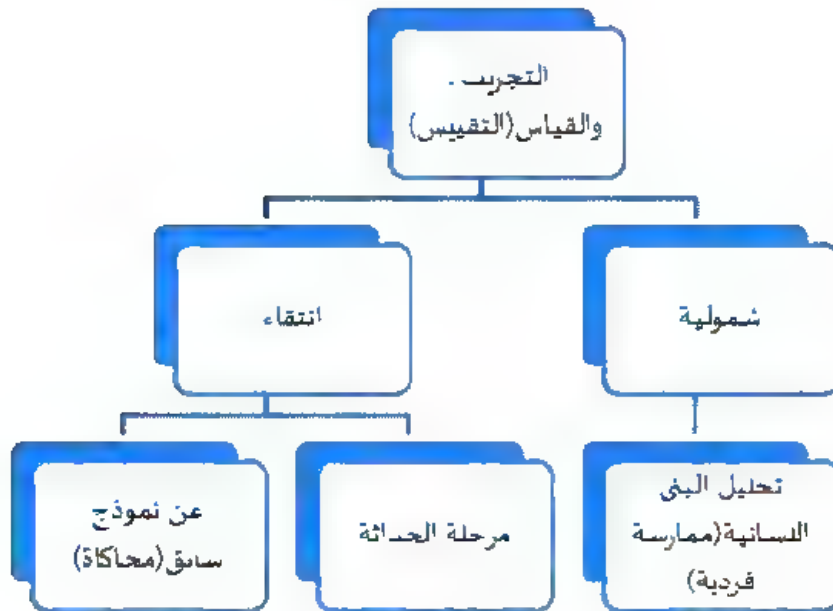 التجريب .
والقياس(التقييس)
شمولية
انتقاء
تحليل البنى
اللسانية(ممارسة
فردية)
مرحلة الحداثة
عن نموذج
سابق(محاكاة)